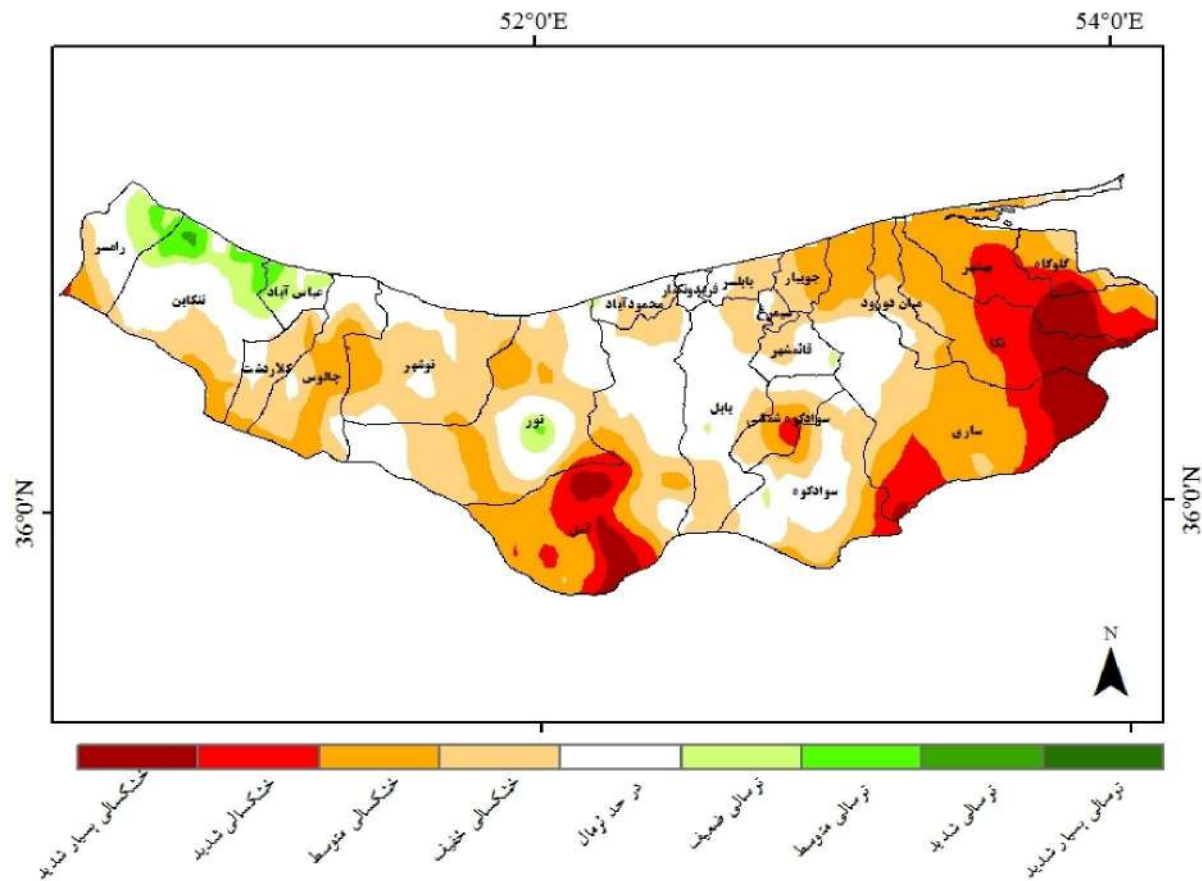 52°0'E
54°0'E
رامسر
تنکابن
عباس آباد
کلاردشت
چالوس
نوشهر
نور
آمل
محمودآباد
فریدونکنار
بابلسر
بابل
سیمرغ
جویبار
قائمشهر
سوادکوه شمالی
سوادکوه
میان دورود
ساری
نکا
بهشهر
گلوگاه
36°0'N
36°0'N
N
خشکسالی بسیار شدید
خشکسالی شدید
خشکسالی متوسط
خشکسالی خفیف
در حد نرمال
ترسالی ضعیف
ترسالی متوسط
ترسالی شدید
ترسالی بسیار شدید